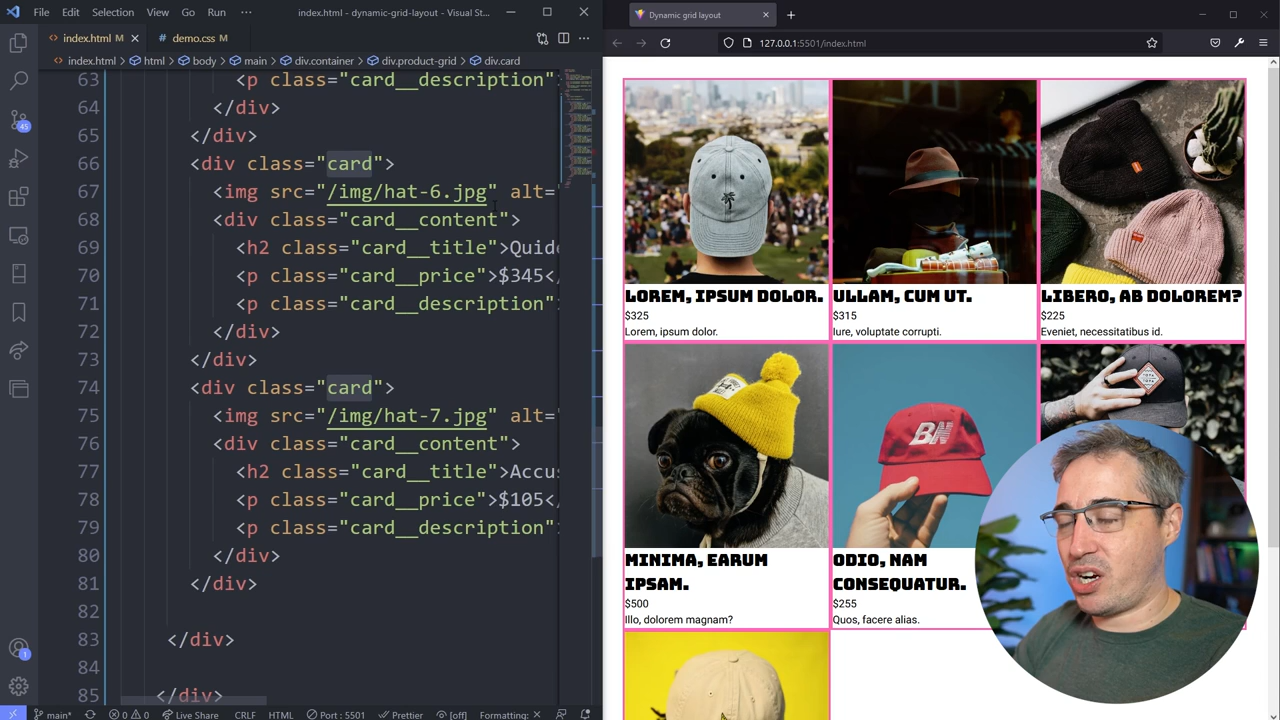 File Edit Selection View Go Run ··· index.html - dynamic-grid-layout - Visual St...
index.html M demo.css M
index.html > html > body > main > div.container > div.product-grid > div.card
63 <p class="card__description"
64 </div>
65 </div>
66 <div class="card">
67 <img src="/img/hat-6.jpg" alt=
68 <div class="card__content">
69 <h2 class="card__title">Quide
70 <p class="card__price">$345<
71 <p class="card__description"
72 </div>
73 </div>
74 <div class="card">
75 <img src="/img/hat-7.jpg" alt=
76 <div class="card__content">
77 <h2 class="card__title">Accus
78 <p class="card__price">$105<
79 <p class="card__description"
80 </div>
81 </div>
82
83 </div>
84
85 </div>
45
1
main* 0 0 Live Share CRLF HTML Port : 5501 Prettier [off] Formatting:
Dynamic grid layout
127.0.0.1:5501/index.html
LOREM, IPSUM DOLOR.
$325
Lorem, ipsum dolor.
ULLAM, CUM UT.
$315
Iure, voluptate corrupti.
LIBERO, AB DOLOREM?
$225
Eveniet, necessitatibus id.
MINIMA, EARUM
IPSAM.
$500
Illo, dolorem magnam?
BN
ODIO, NAM
CONSEQUATUR.
$255
Quos, facere alias.